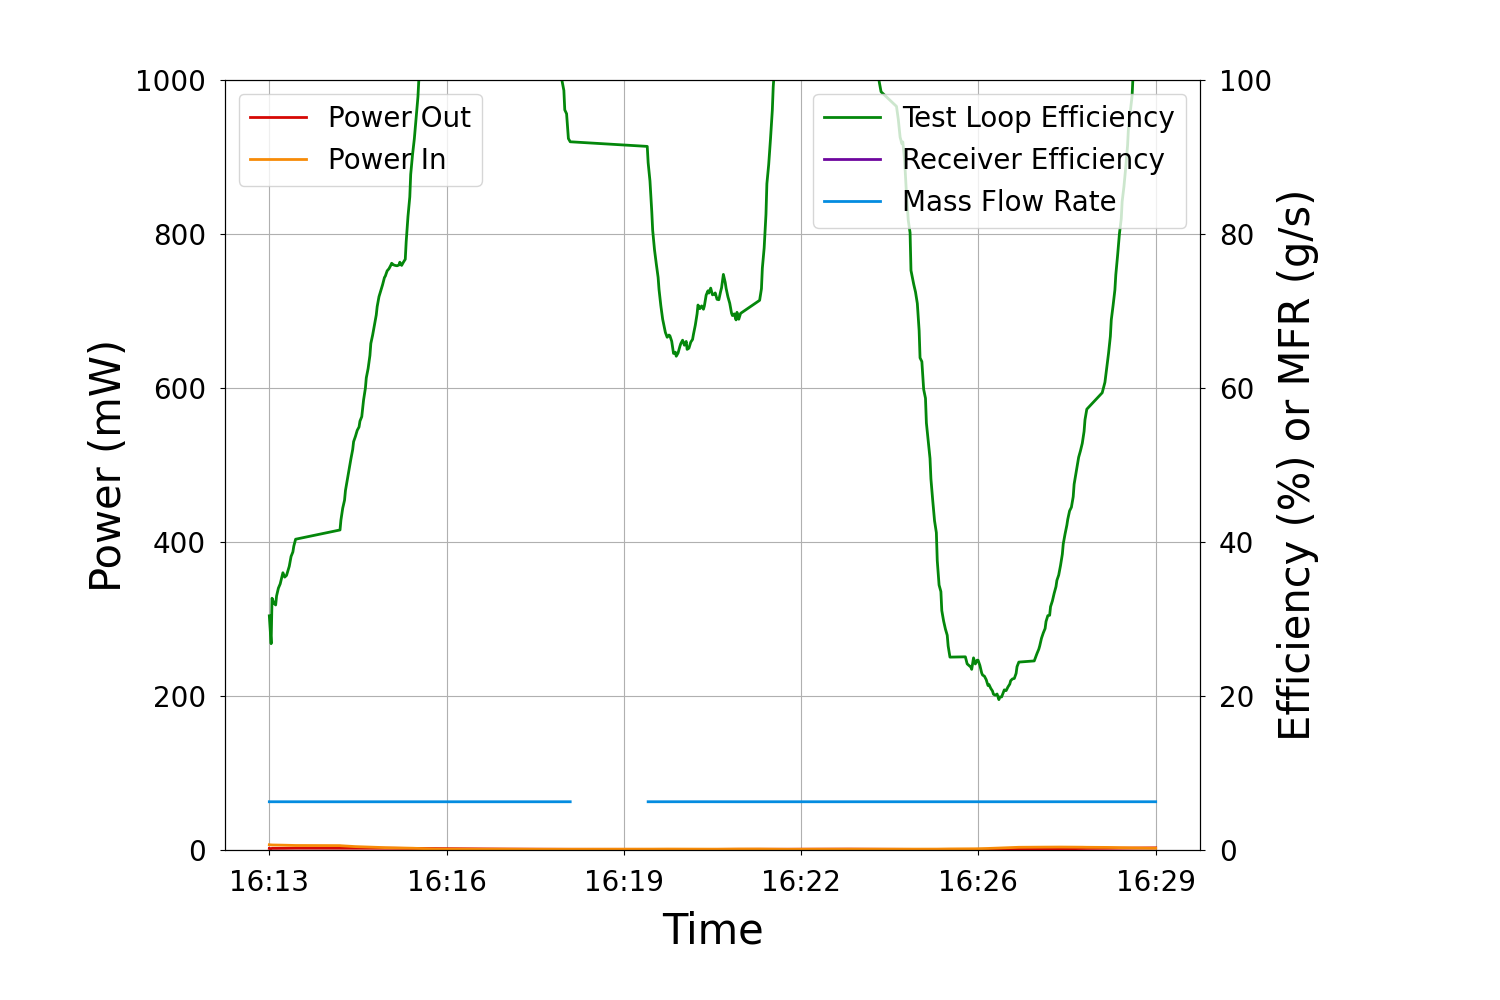 1000
800
600
400
200
0
Power (mW)
Power Out
Power In
Test Loop Efficiency
Receiver Efficiency
Mass Flow Rate
100
80
60
40
20
0
Efficiency (%) or MFR (g/s)
16:13 16:16 16:19 16:22 16:26 16:29
Time